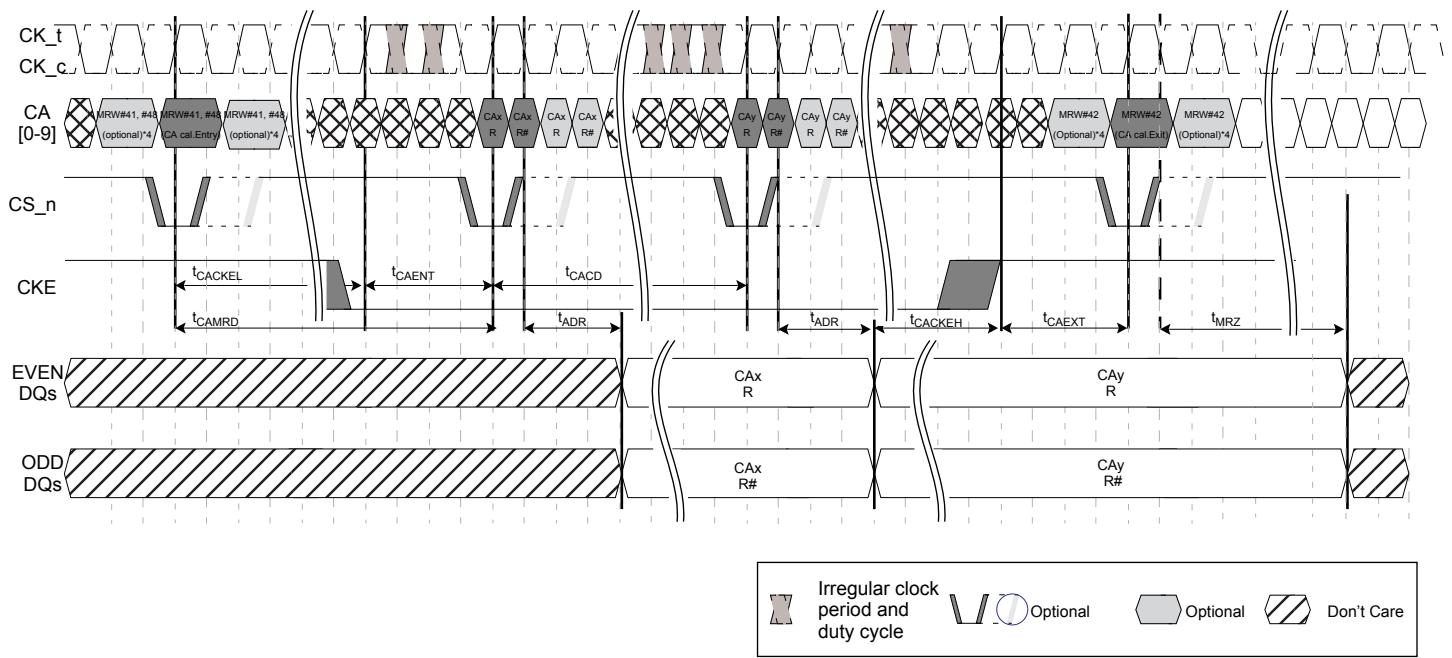 CK_t
CK_c
CA
[0-9]
MRW#41, #48
(optional)*4
MRW#41, #48
(CA cal.Entry)
MRW#41, #48
(optional)*4
CAx
R
CAx
R#
CAx
R
CAx
R#
CAy
R
CAy
R#
CAy
R
CAy
R#
MRW#42
(Optional)*4
MRW#42
(CA cal.Exit)
MRW#42
(Optional)*4
CS_n
CKE
tCACKEL
tCAENT
tCACD
tCAMRD
tADR
tADR
tCACKEH
tCAEXT
tMRZ
EVEN
DQs
CAx
R
CAy
R
ODD
DQs
CAx
R#
CAy
R#
Irregular clock
period and
duty cycle
Optional
Optional
Don't Care